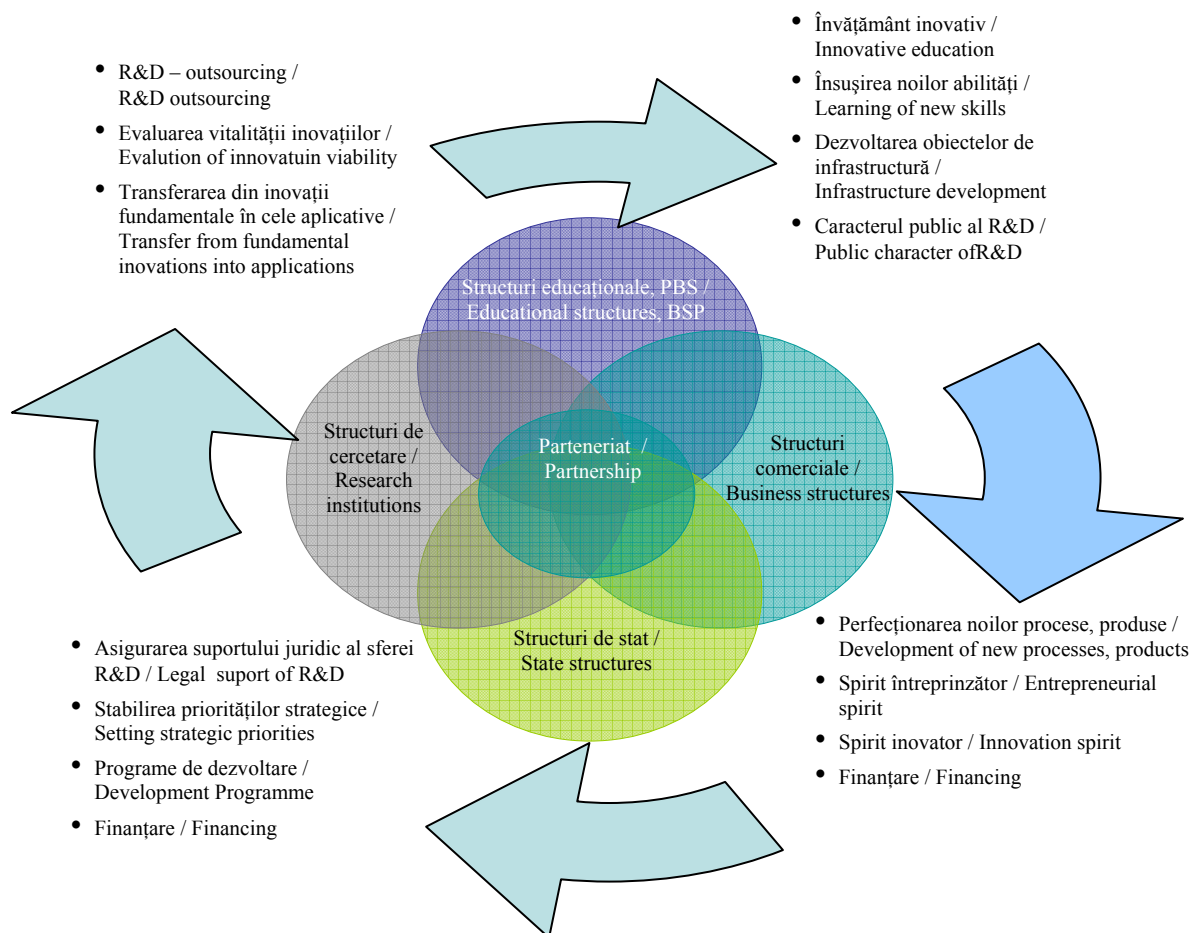 • R&D – outsourcing /
R&D outsourcing
• Evaluarea vitalității inovațiilor /
Evalution of innovatuin viability
• Transferarea din inovații
fundamentale în cele aplicative /
Transfer from fundamental
inovations into applications
• Învățământ inovativ /
Innovative education
• Însușirea noilor abilități /
Learning of new skills
• Dezvoltarea obiectelor de
infrastructură /
Infrastructure development
• Caracterul public al R&D /
Public character ofR&D
Structuri educaționale, PBS /
Educational structures, BSP
Structuri de
cercetare /
Research
institutions
Parteneriat /
Partnership
Structuri
comerciale /
Business structures
Structuri de stat /
State structures
• Asigurarea suportului juridic al sferei
R&D / Legal suport of R&D
• Stabilirea priorităților strategice /
Setting strategic priorities
• Programe de dezvoltare /
Development Programme
• Finanțare / Financing
• Perfecționarea noilor procese, produse /
Development of new processes, products
• Spirit întreprinzător / Entrepreneurial
spirit
• Spirit inovator / Innovation spirit
• Finanțare / Financing